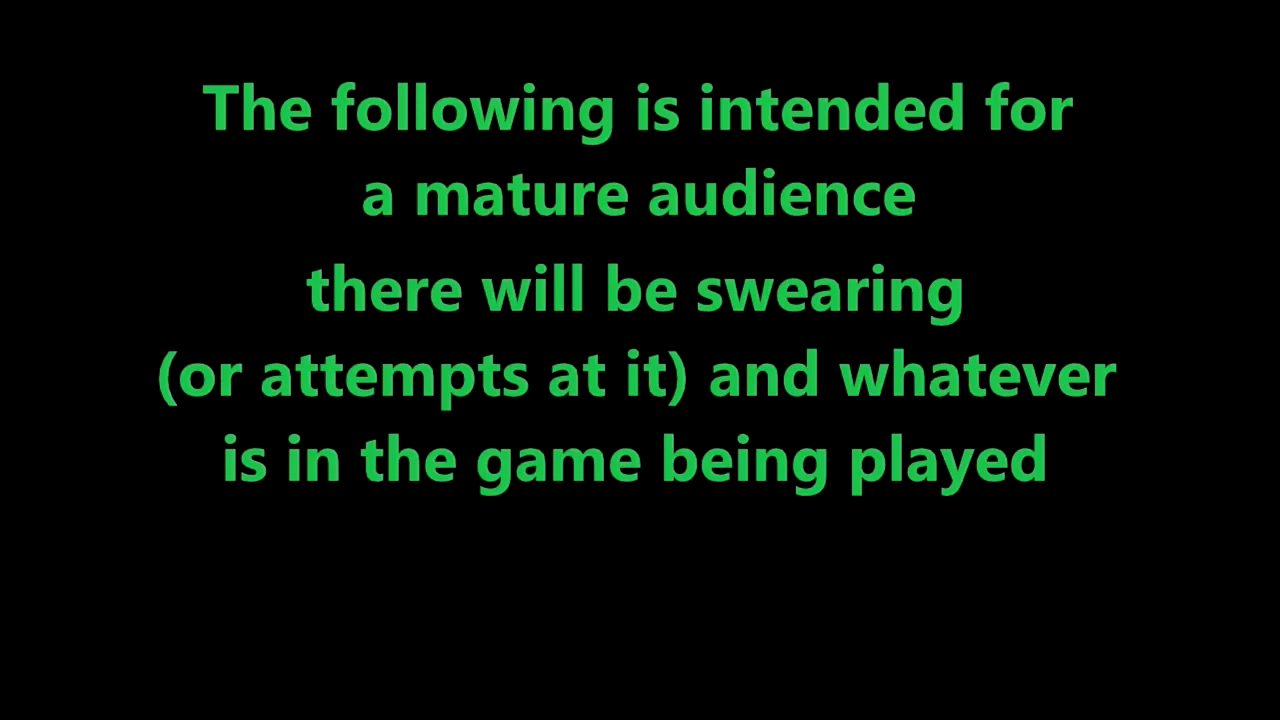 The following is intended for
a mature audience
there will be swearing
(or attempts at it) and whatever
is in the game being played